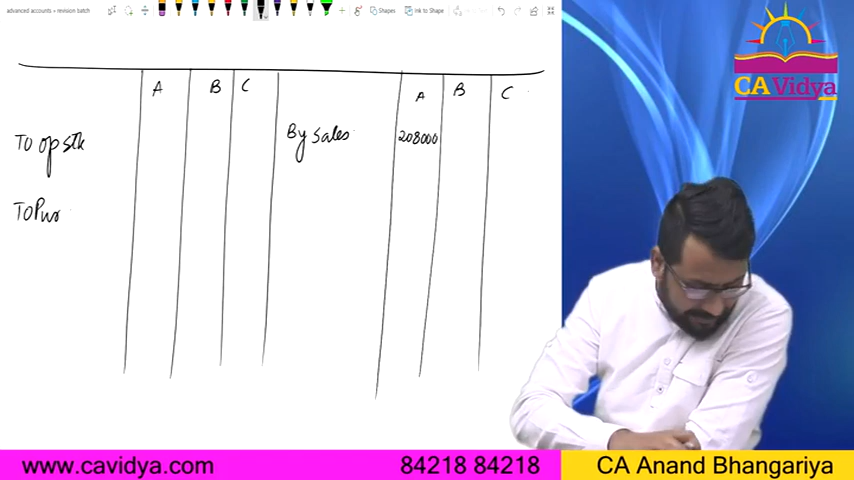 advanced accounts + revision batch
Shapes
Ink to Shape
A B C A B C
To op stk By Sales 208000
To Pur
CA Vidya
www.cavidya.com 84218 84218 CA Anand Bhangariya